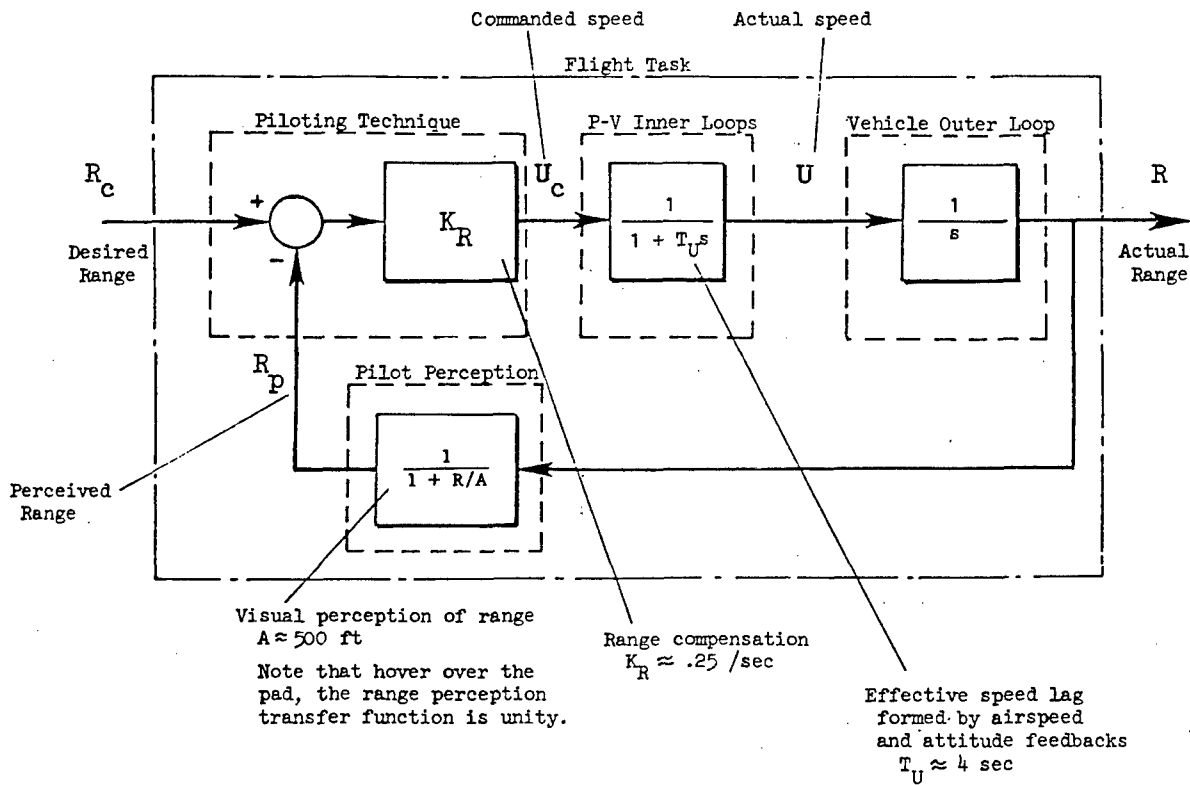 Commanded speed
Actual speed
Flight Task
Piloting Technique
P-V Inner Loops
Vehicle Outer Loop
R_c
+
-
K_R
U_c
1
1 + T_U s
U
1
s
R
Desired
Range
Actual
Range
R_p
Pilot Perception
1
1 + R/A
Perceived
Range
Visual perception of range
A ≈ 500 ft
Note that hover over the
pad, the range perception
transfer function is unity.
Range compensation
K_R ≈ .25 /sec
Effective speed lag
formed by airspeed
and attitude feedbacks
T_U ≈ 4 sec